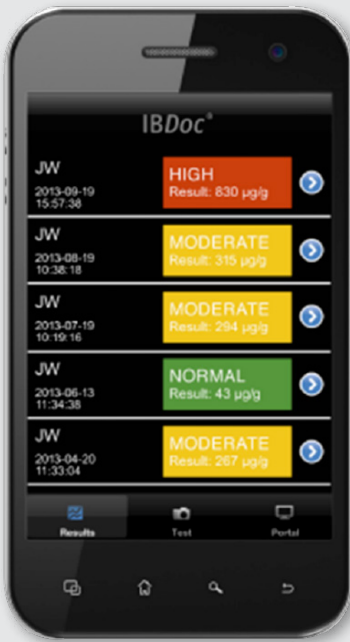 IBDoc®
JW
2013-09-19
15:57:38
HIGH
Result: 830 µg/g
JW
2013-08-19
10:38:18
MODERATE
Result: 315 µg/g
JW
2013-07-19
10:19:16
MODERATE
Result: 294 µg/g
JW
2013-06-13
11:34:38
NORMAL
Result: 43 µg/g
JW
2013-04-20
11:33:04
MODERATE
Result: 267 µg/g
Results
Test
Portal